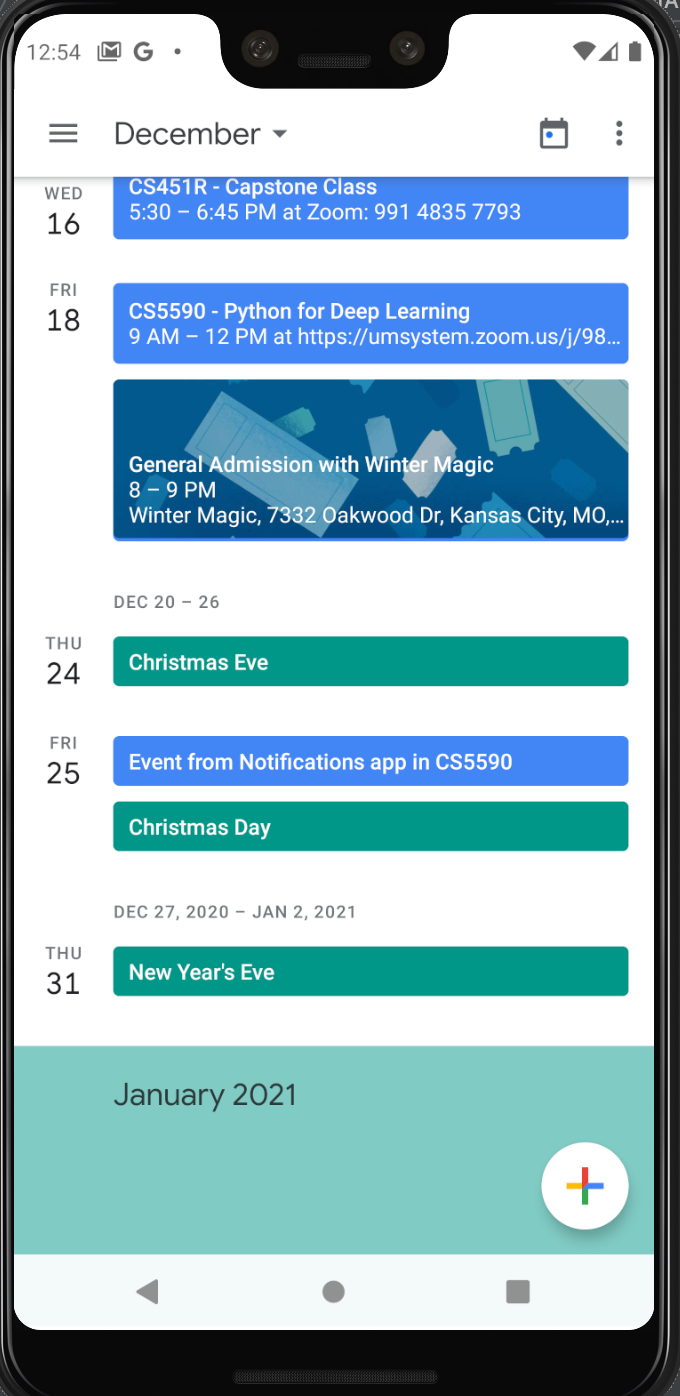 12:54
December
WED
16
CS451R - Capstone Class
5:30 – 6:45 PM at Zoom: 991 4835 7793
FRI
18
CS5590 - Python for Deep Learning
9 AM – 12 PM at https://umsystem.zoom.us/j/98...
General Admission with Winter Magic
8 – 9 PM
Winter Magic, 7332 Oakwood Dr, Kansas City, MO,...
DEC 20 – 26
THU
24
Christmas Eve
FRI
25
Event from Notifications app in CS5590
Christmas Day
DEC 27, 2020 – JAN 2, 2021
THU
31
New Year's Eve
January 2021